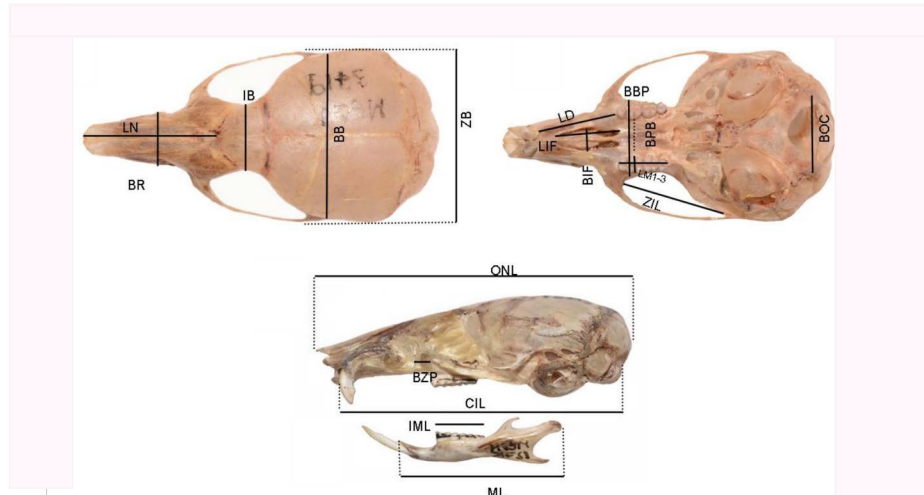 LN
IB
BR
BB
ZB
BBP
LD
LIF
BPB
BIF
LM1-3
ZIL
BOC
ONL
BZP
CIL
IML
ML